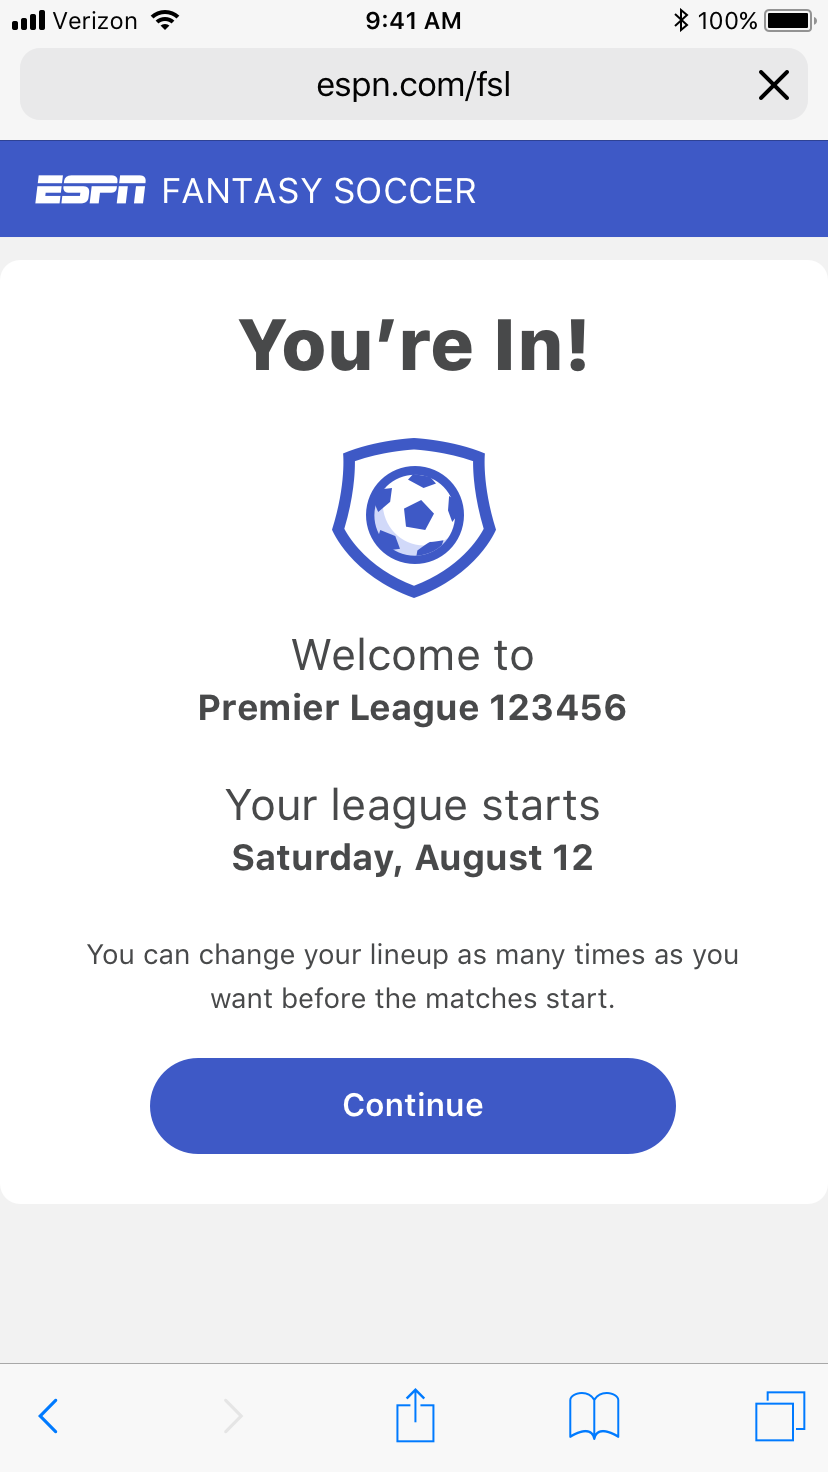 Verizon 9:41 AM 100%
espn.com/fsl
ESPN FANTASY SOCCER
You’re In!
Welcome to
Premier League 123456
Your league starts
Saturday, August 12
You can change your lineup as many times as you
want before the matches start.
Continue